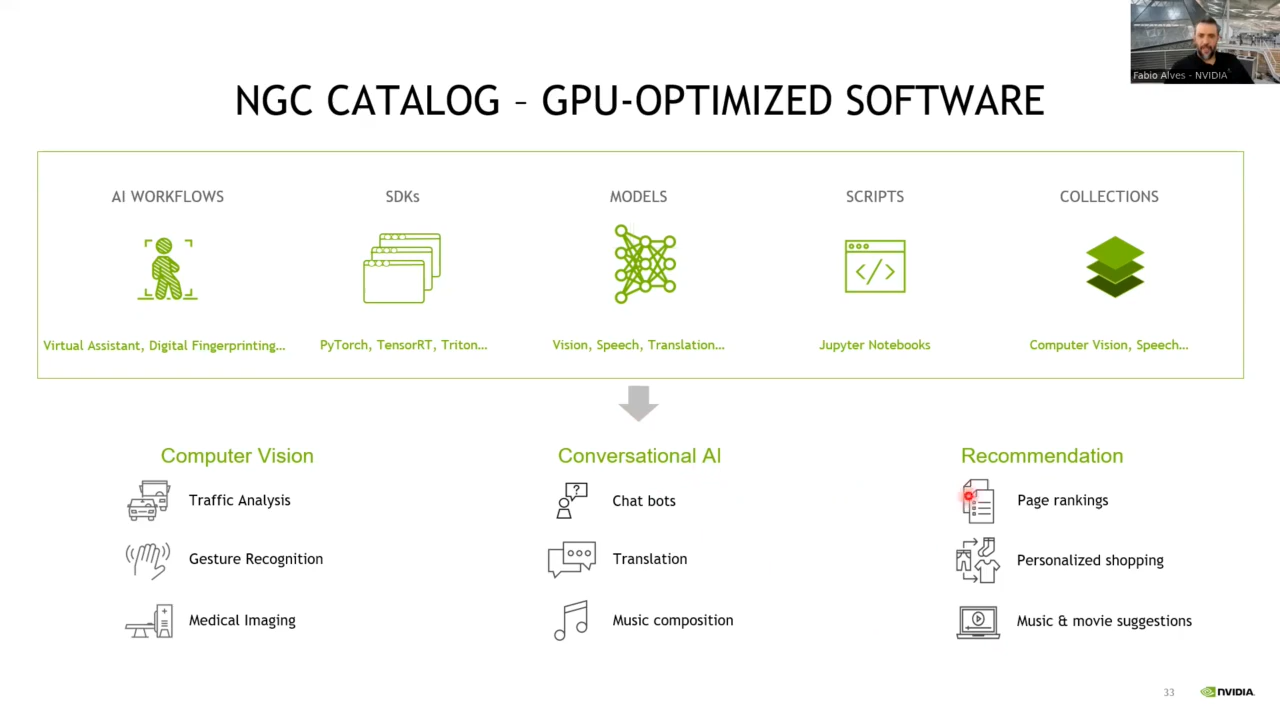 Fabio Alves - NVIDIA
NGC CATALOG – GPU-OPTIMIZED SOFTWARE
AI WORKFLOWS
SDKs
MODELS
SCRIPTS
COLLECTIONS
Virtual Assistant, Digital Fingerprinting…
PyTorch, TensorRT, Triton…
Vision, Speech, Translation…
Jupyter Notebooks
Computer Vision, Speech…
Computer Vision
Traffic Analysis
Gesture Recognition
Medical Imaging
Conversational AI
Chat bots
Translation
Music composition
Recommendation
Page rankings
Personalized shopping
Music & movie suggestions
33
NVIDIA.